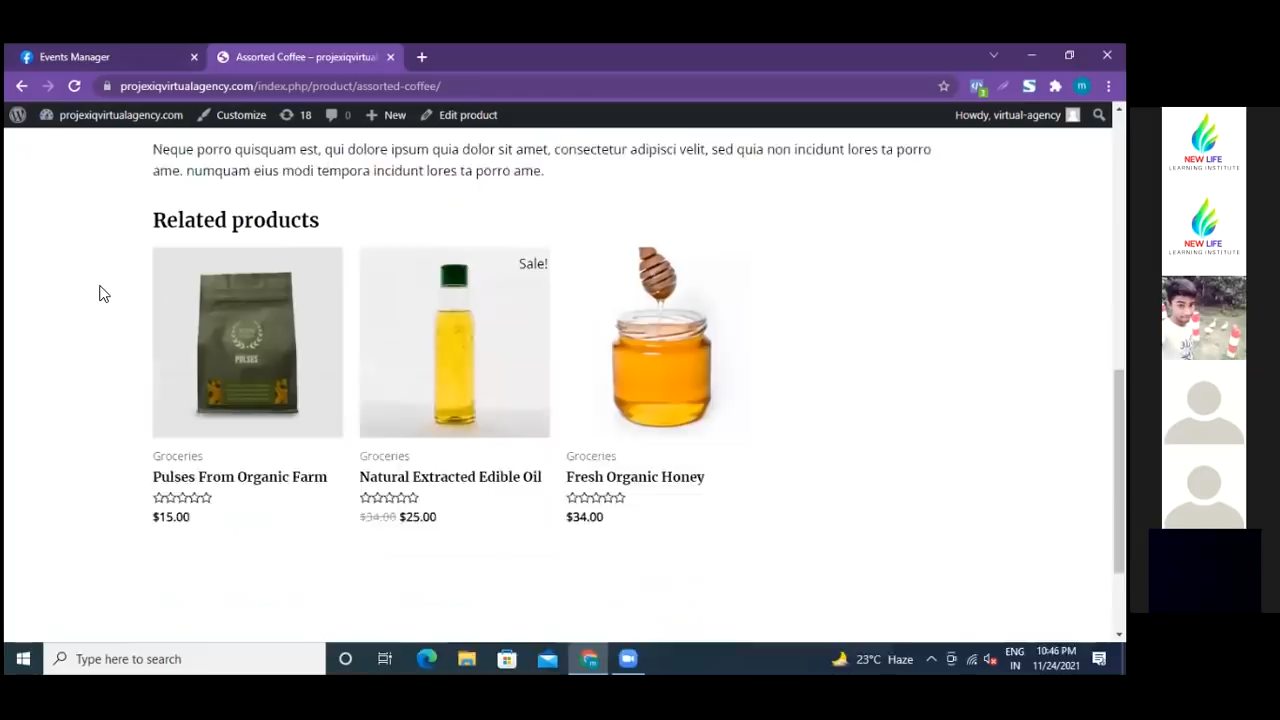 Events Manager
Assorted Coffee – projexiqvirtual
projexiqvirtualagency.com/index.php/product/assorted-coffee/
3
m
projexiqvirtualagency.com
Customize
18
0
New
Edit product
Howdy, virtual-agency
Neque porro quisquam est, qui dolore ipsum quia dolor sit amet, consectetur adipisci velit, sed quia non incidunt lores ta porro
ame. numquam eius modi tempora incidunt lores ta porro ame.
Related products
Sale!
PULSES
Groceries
Groceries
Groceries
Pulses From Organic Farm
Natural Extracted Edible Oil
Fresh Organic Honey
$15.00
$34.00 $25.00
$34.00
Type here to search
23°C Haze
ENG
IN
10:46 PM
11/24/2021
NEW LIFE
LEARNING INSTITUTE
NEW LIFE
LEARNING INSTITUTE